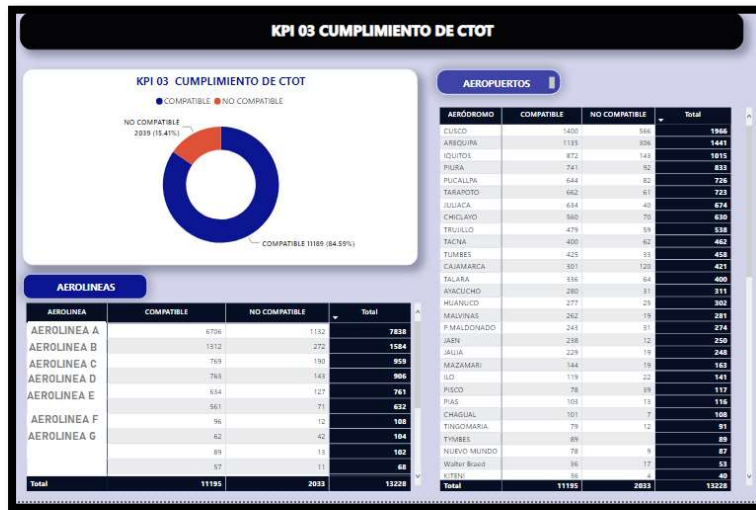 KPI 03 CUMPLIMIENTO DE CTOT
KPI 03 CUMPLIMIENTO DE CTOT
COMPATIBLE NO COMPATIBLE
NO COMPATIBLE
2039 (15.41%)
COMPATIBLE 11189 (84.59%)
AEROLINEAS
AEROLINEA COMPATIBLE NO COMPATIBLE Total
AEROLINEA A 6706 1132 7838
AEROLINEA B 1312 272 1584
AEROLINEA C 769 190 959
AEROLINEA D 763 143 906
AEROLINEA E 634 127 761
561 71 632
AEROLINEA F 96 12 108
AEROLINEA G 62 42 104
89 13 102
57 11 68
Total 11195 2033 13228
AEROPUERTOS
AERÓDROMO COMPATIBLE NO COMPATIBLE Total
CUSCO 1400 566 1966
AREQUIPA 1135 306 1441
IQUITOS 872 143 1015
PIURA 741 92 833
PUCALLPA 644 82 726
TARAPOTO 662 61 723
JULIACA 634 40 674
CHICLAYO 560 70 630
TRUJILLO 479 59 538
TACNA 400 62 462
TUMBES 425 33 458
CAJAMARCA 301 120 421
TALARA 336 64 400
AYACUCHO 280 31 311
HUANUCO 277 25 302
MALVINAS 262 19 281
P.MALDONADO 243 31 274
JAEN 238 12 250
JAUJA 229 19 248
MAZAMARI 144 19 163
ILO 119 22 141
PISCO 78 39 117
PIAS 103 13 116
CHAGUAL 101 7 108
TINGOMARIA 79 12 91
TYMBES 89 89
NUEVO MUNDO 78 9 87
Walter Braed 36 17 53
KITENI 36 4 40
Total 11195 2033 13228